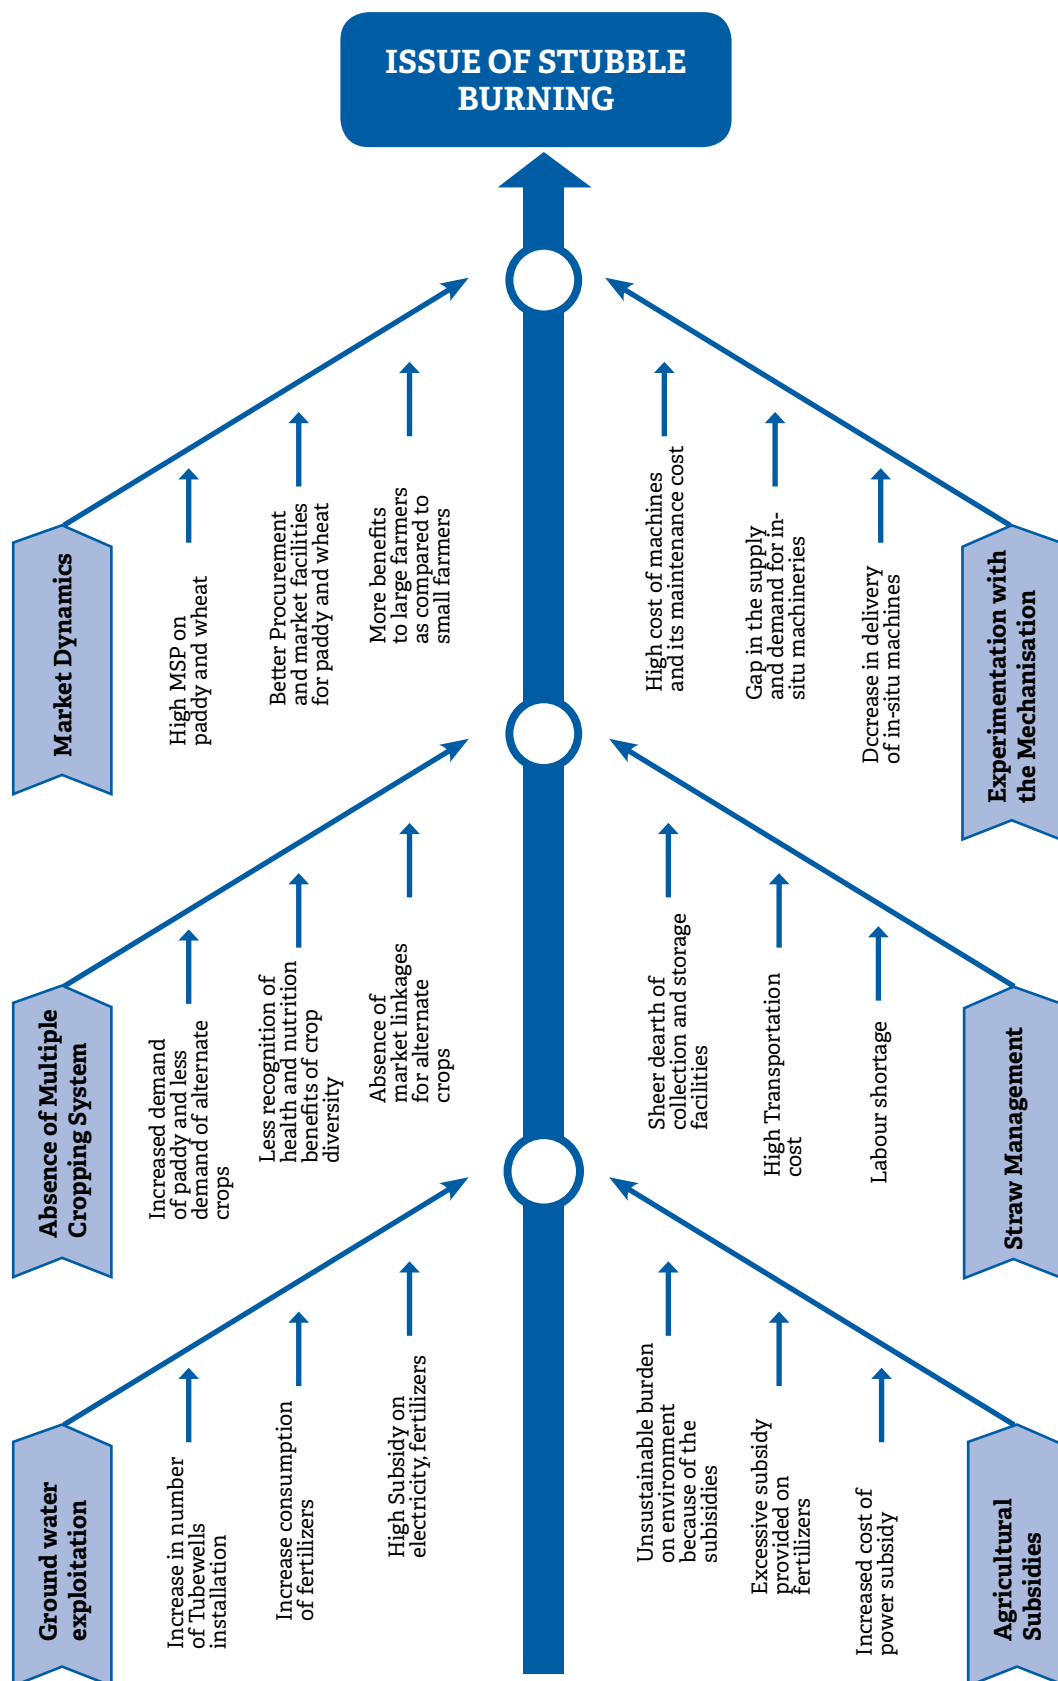 ISSUE OF STUBBLE
BURNING
Market Dynamics
High MSP on
paddy and wheat
Better Procurement
and market facilities
for paddy and wheat
More benefits
to large farmers
as compared to
small farmers
High cost of machines
and its maintenance cost
Gap in the supply
and demand for in-
situ machineries
Dccrease in delivery
of in-situ machines
Experimentation with
the Mechanisation
Absence of Multiple
Cropping System
Increased demand
of paddy and less
demand of alternate
crops
Less recognition of
health and nutrition
benefits of crop
diversity
Absence of
market linkages
for alternate
crops
Sheer dearth of
collection and storage
facilities
High Transportation
cost
Labour shortage
Straw Management
Ground water
exploitation
Increase in number
of Tubewells
installation
Increase consumption
of fertilizers
High Subsidy on
electricity, fertilizers
Unsustainable burden
on environment
because of the
subisidies
Excessive subsidy
provided on
fertilizers
Increased cost of
power subsidy
Agricultural
Subsidies